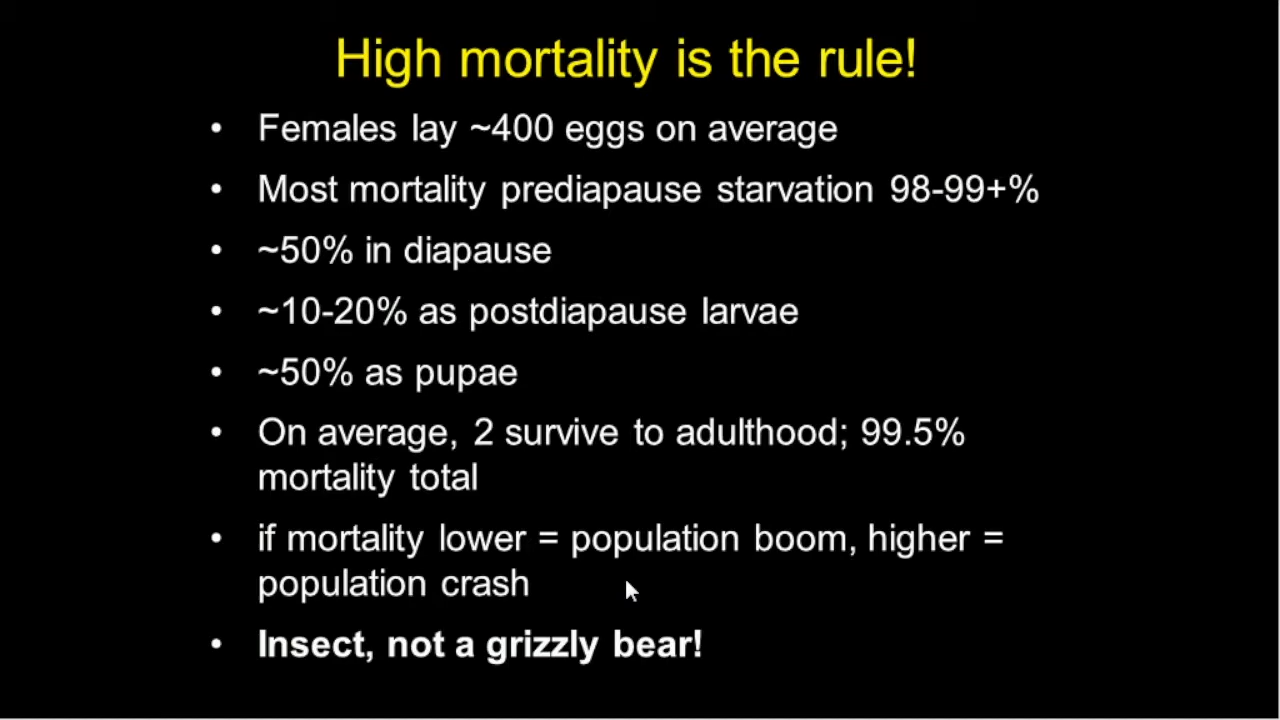 High mortality is the rule!
• Females lay ~400 eggs on average
• Most mortality prediapause starvation 98-99+%
• ~50% in diapause
• ~10-20% as postdiapause larvae
• ~50% as pupae
• On average, 2 survive to adulthood; 99.5%
mortality total
• if mortality lower = population boom, higher =
population crash
• Insect, not a grizzly bear!